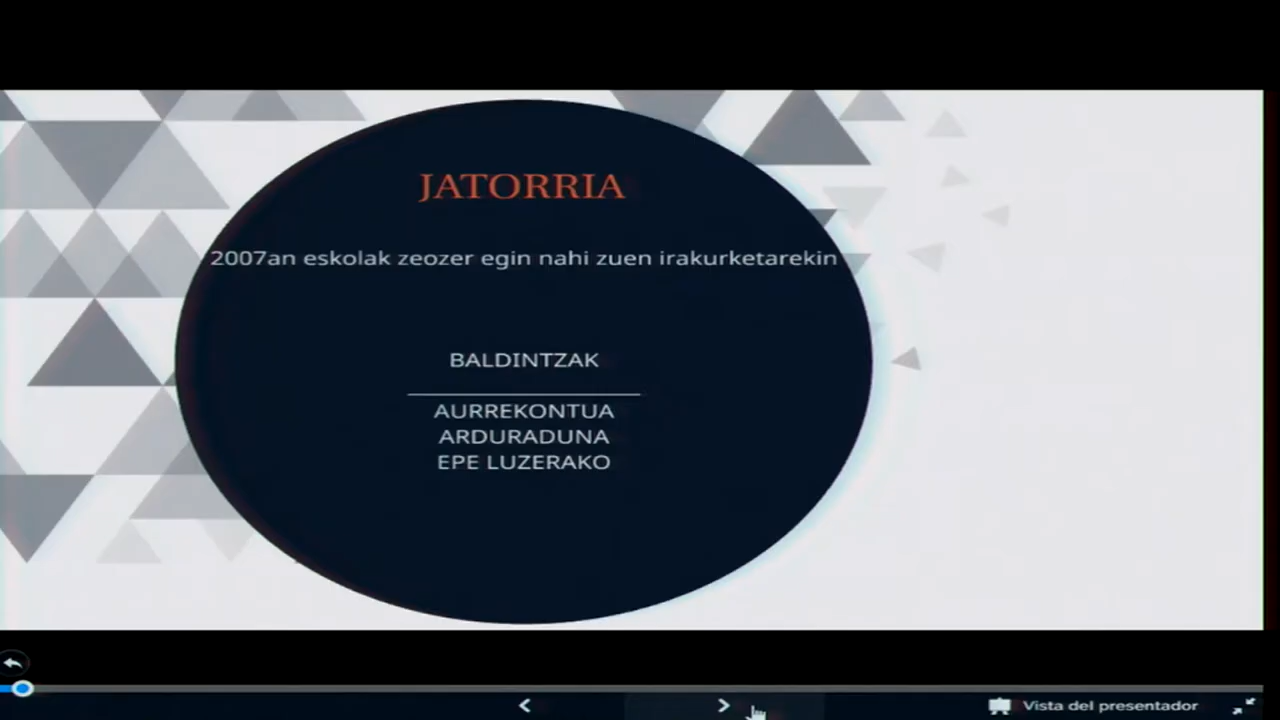 JATORRIA
2007an eskolak zeozer egin nahi zuen irakurketarekin
BALDINTZAK
AURREKONTUA
ARDURADUNA
EPE LUZERAKO
Vista del presentador